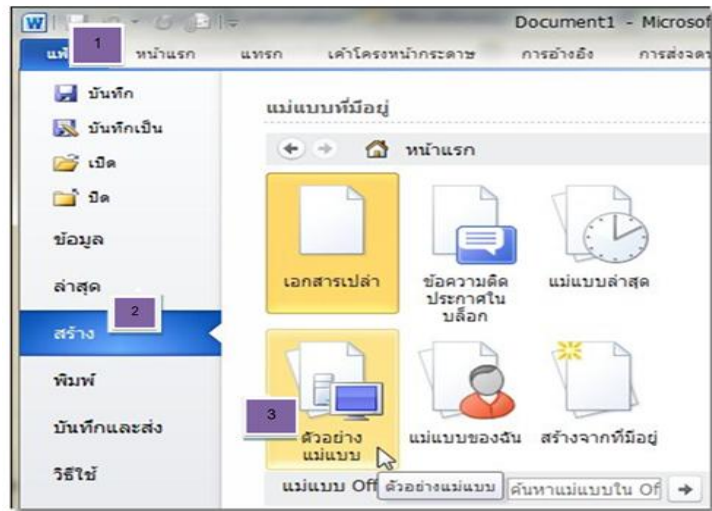 Document1 - Microsof
1
หน้าแรก
แทรก
เค้าโครงหน้ากระดาษ
การอ้างอิง
บันทึก
บันทึกเป็น
เปิด
ปิด
ข้อมูล
ล่าสุด
2
สร้าง
พิมพ์
บันทึกและส่ง
วิธีใช้
แม่แบบที่มีอยู่
หน้าแรก
เอกสารเปล่า
ข้อความติด
ประกาศใน
บล็อก
แม่แบบล่าสุด
3
ตัวอย่าง
แม่แบบ
แม่แบบของฉัน
สร้างจากที่มีอยู่
แม่แบบ Off
ตัวอย่างแม่แบบ
ค้นหาแม่แบบใน Of